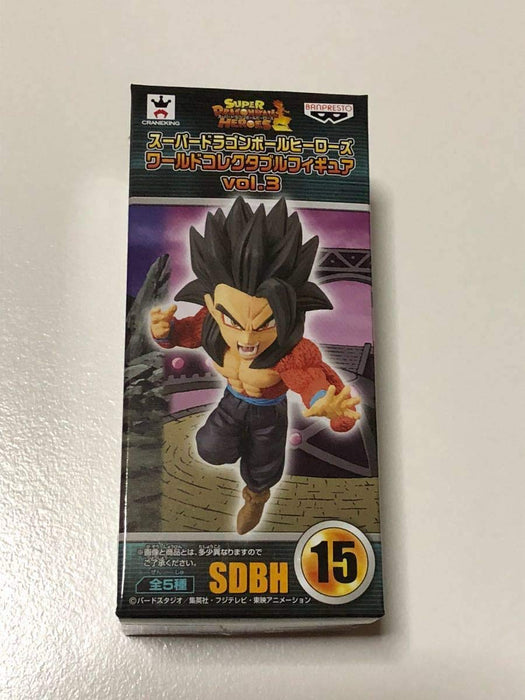 CRANEKING
SUPER
DRAGONBALL
HEROES
BANPRESTO
スーパードラゴンボールヒーローズ
ワールドコレクタブルフィギュア
vol.3
※画像と商品とは、多少異なりますので
ご了承ください。
全5種
SDBH
15
©バードスタジオ/集英社・フジテレビ・東映アニメーション